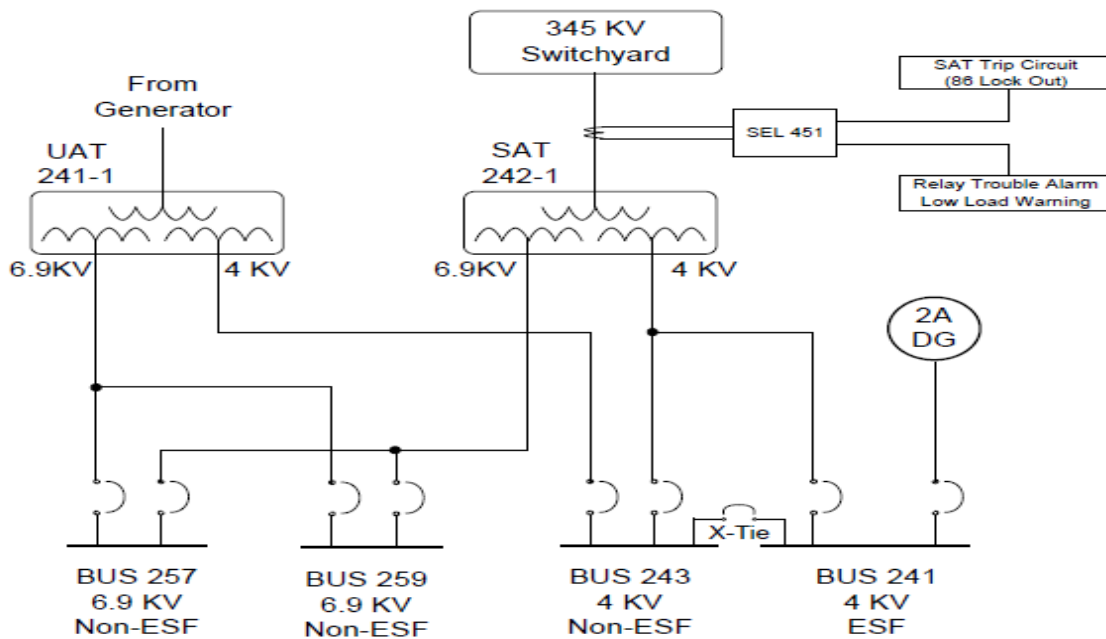 345 KV
Switchyard
SAT Trip Circuit
(86 Lock Out)
From
Generator
SEL 451
UAT
241-1
SAT
242-1
Relay Trouble Alarm
Low Load Warning
6.9KV
4 KV
6.9KV
4 KV
2A
DG
X-Tie
BUS 257
6.9 KV
Non-ESF
BUS 259
6.9 KV
Non-ESF
BUS 243
4 KV
Non-ESF
BUS 241
4 KV
ESF